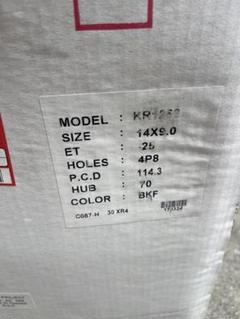 MODEL :
SIZE : 14X9.0
ET : 25
HOLES : 4P8
P.C.D : 114.3
HUB : 70
COLOR : BKF
C087-H 30 XR4